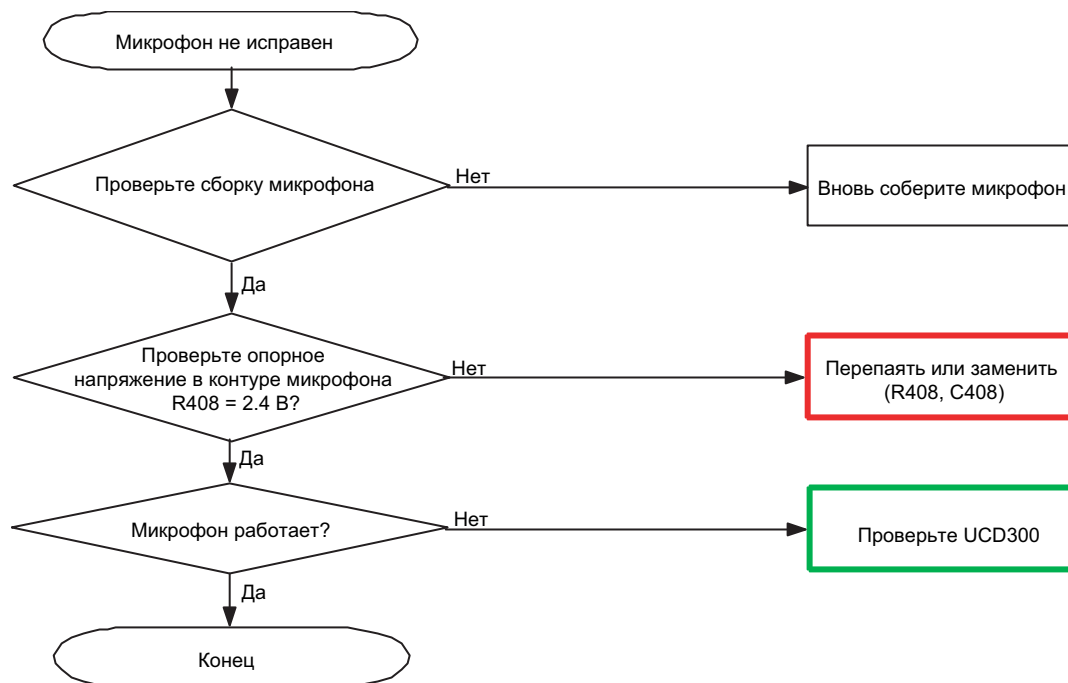 Микрофон не исправен
Проверьте сборку микрофона
Нет
Вновь соберите микрофон
Да
Проверьте опорное
напряжение в контуре микрофона
R408 = 2.4 В?
Нет
Перепаять или заменить
(R408, C408)
Да
Микрофон работает?
Нет
Проверьте UCD300
Да
Конец